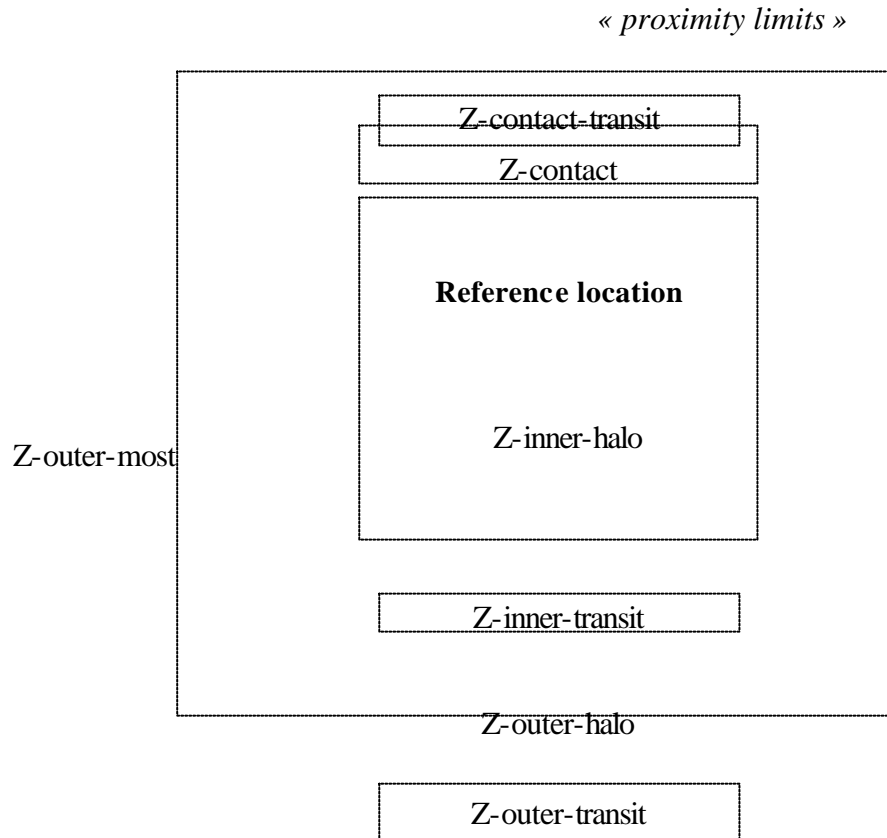 « proximity limits »
Z-contact-transit
Z-contact
Reference location
Z-inner-halo
Z-outer-most
Z-inner-transit
Z-outer-halo
Z-outer-transit